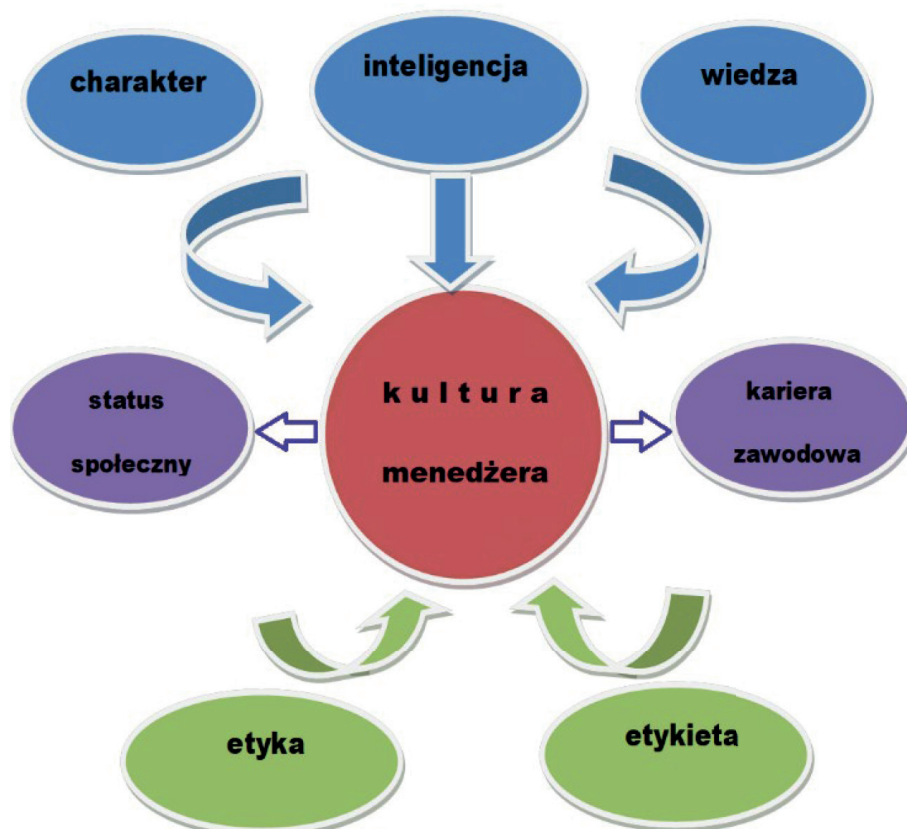 charakter
inteligencja
wiedza
status
społeczny
k u l t u r a
menedżera
kariera
zawodowa
etyka
etykieta